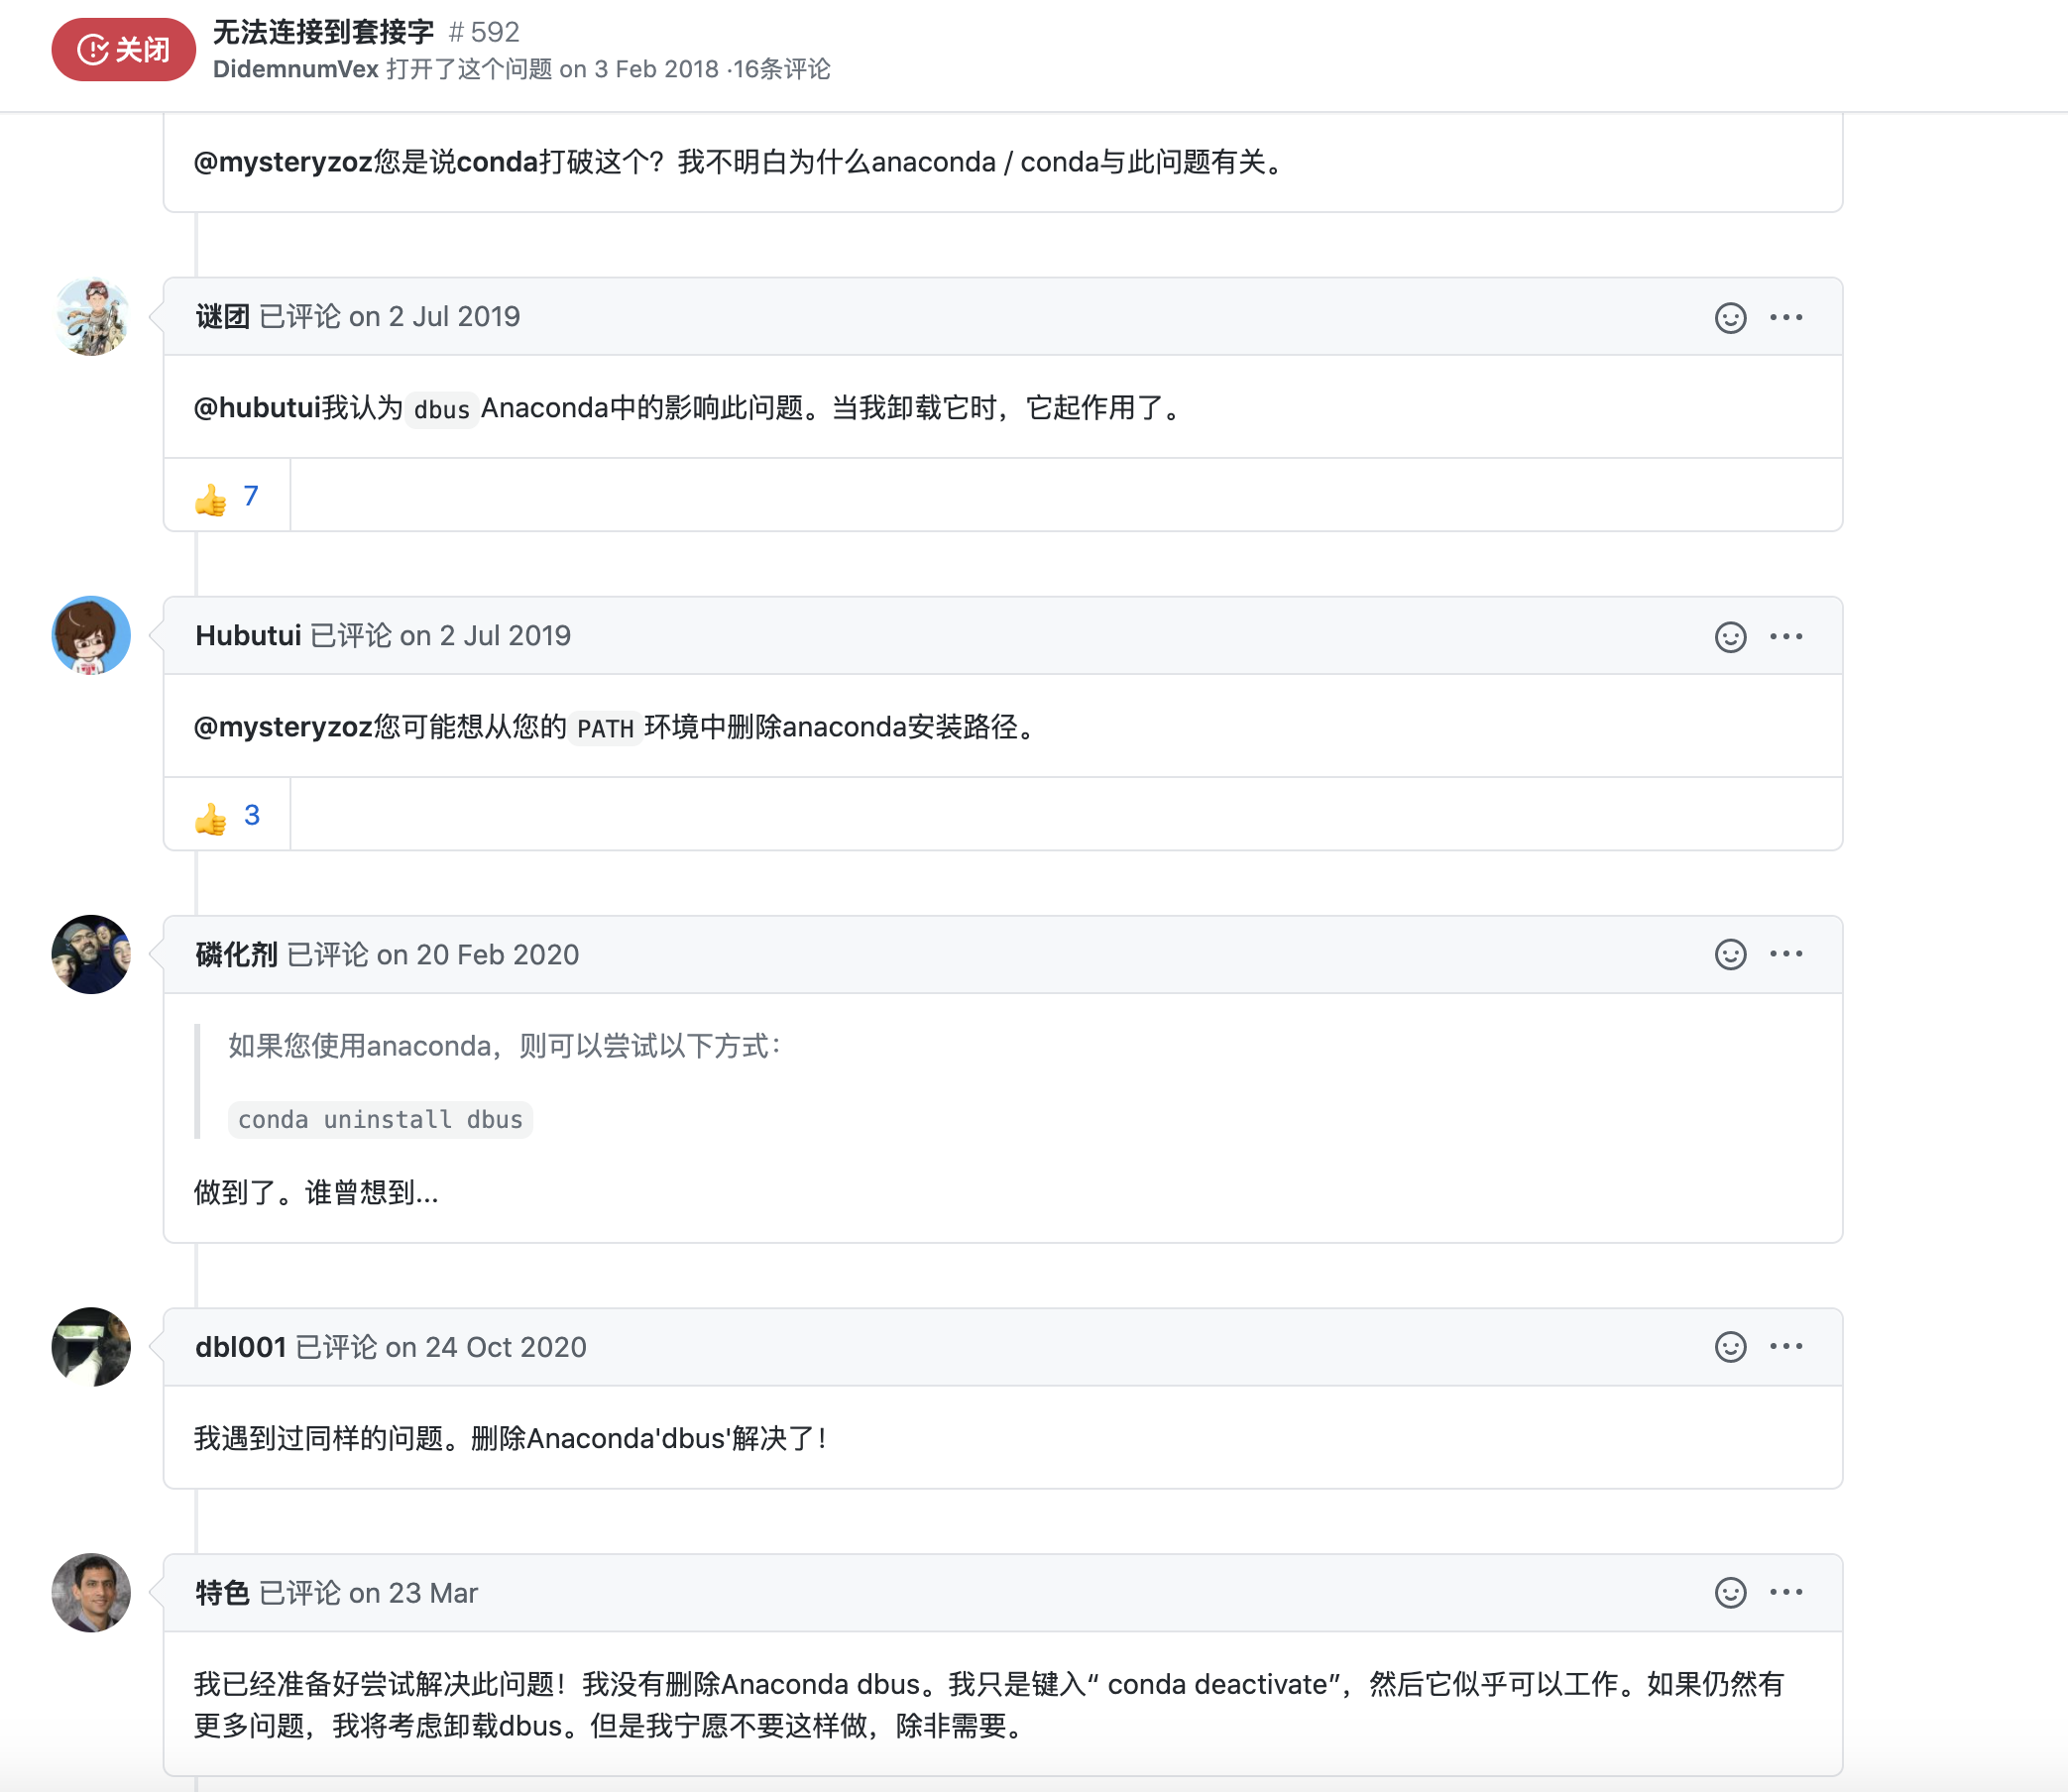 关闭
无法连接到套接字 #592
DidemnumVex 打开了这个问题 on 3 Feb 2018 ·16条评论
@mysteryzoz您是说conda打破这个？我不明白为什么anaconda / conda与此问题有关。
谜团 已评论 on 2 Jul 2019
@hubutui我认为 dbus Anaconda中的影响此问题。当我卸载它时，它起作用了。
7
Hubutui 已评论 on 2 Jul 2019
@mysteryzoz您可能想从您的 PATH 环境中删除anaconda安装路径。
3
磷化剂 已评论 on 20 Feb 2020
如果您使用anaconda，则可以尝试以下方式：
conda uninstall dbus
做到了。谁曾想到...
dbl001 已评论 on 24 Oct 2020
我遇到过同样的问题。删除Anaconda'dbus'解决了！
特色 已评论 on 23 Mar
我已经准备好尝试解决此问题！我没有删除Anaconda dbus。我只是键入“ conda deactivate”，然后它似乎可以工作。如果仍然有
更多问题，我将考虑卸载dbus。但是我宁愿不要这样做，除非需要。